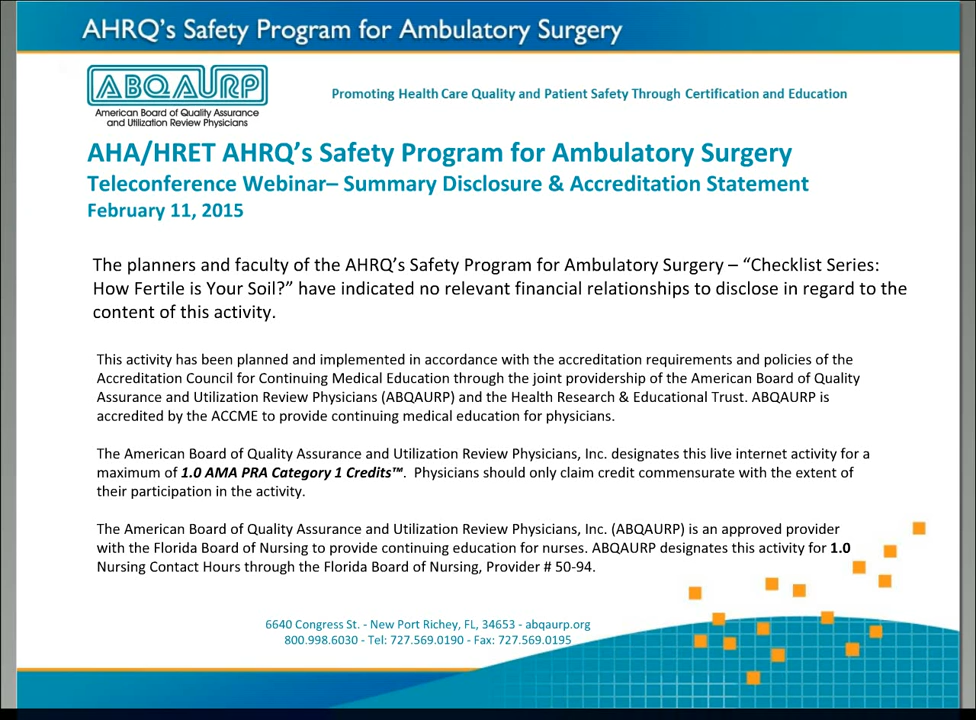 AHRQ's Safety Program for Ambulatory Surgery
ABQAURP
American Board of Quality Assurance
and Utilization Review Physicians
Promoting Health Care Quality and Patient Safety Through Certification and Education
AHA/HRET AHRQ's Safety Program for Ambulatory Surgery
Teleconference Webinar– Summary Disclosure & Accreditation Statement
February 11, 2015
The planners and faculty of the AHRQ's Safety Program for Ambulatory Surgery – “Checklist Series:
How Fertile is Your Soil?” have indicated no relevant financial relationships to disclose in regard to the
content of this activity.
This activity has been planned and implemented in accordance with the accreditation requirements and policies of the
Accreditation Council for Continuing Medical Education through the joint providership of the American Board of Quality
Assurance and Utilization Review Physicians (ABQAURP) and the Health Research & Educational Trust. ABQAURP is
accredited by the ACCME to provide continuing medical education for physicians.
The American Board of Quality Assurance and Utilization Review Physicians, Inc. designates this live internet activity for a
maximum of 1.0 AMA PRA Category 1 Credits™. Physicians should only claim credit commensurate with the extent of
their participation in the activity.
The American Board of Quality Assurance and Utilization Review Physicians, Inc. (ABQAURP) is an approved provider
with the Florida Board of Nursing to provide continuing education for nurses. ABQAURP designates this activity for 1.0
Nursing Contact Hours through the Florida Board of Nursing, Provider # 50-94.
6640 Congress St. - New Port Richey, FL, 34653 - abqaurp.org
800.998.6030 - Tel: 727.569.0190 - Fax: 727.569.0195